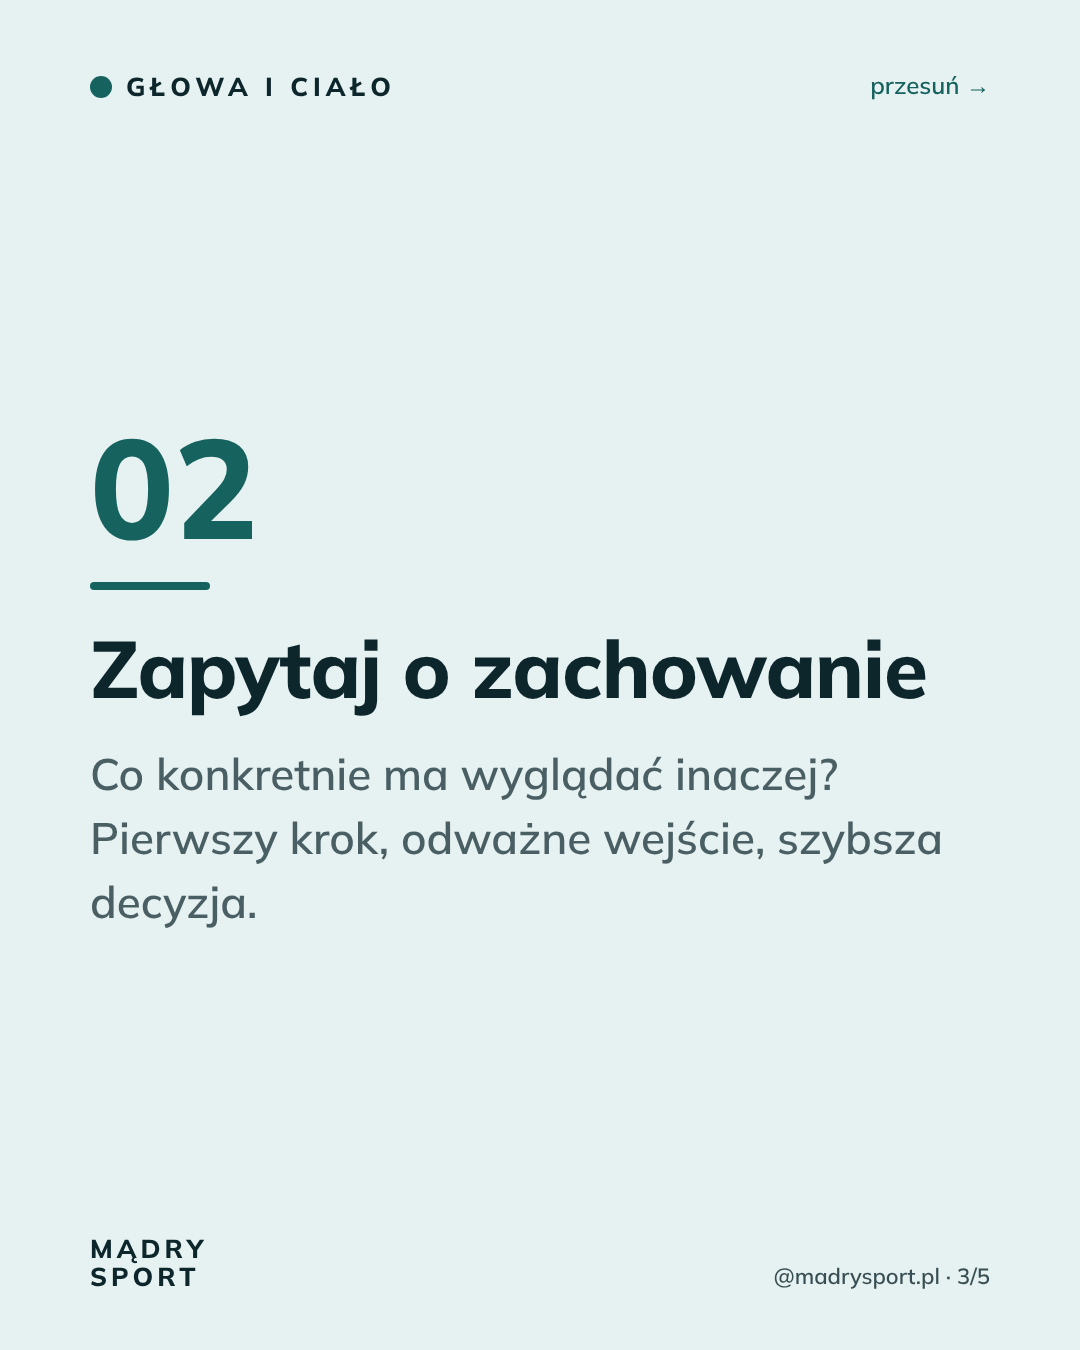 GŁOWA I CIAŁO
przesuń →
02
Zapytaj o zachowanie
Co konkretnie ma wyglądać inaczej?
Pierwszy krok, odważne wejście, szybsza
decyzja.
MĄDRY
SPORT
@madrysport.pl · 3/5